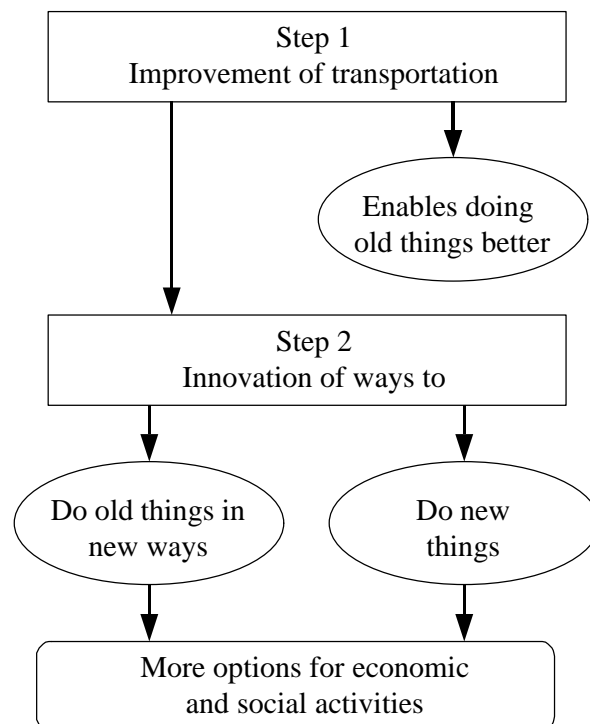 Step 1
Improvement of transportation
Enables doing
old things better
Step 2
Innovation of ways to
Do old things in
new ways
Do new
things
More options for economic
and social activities